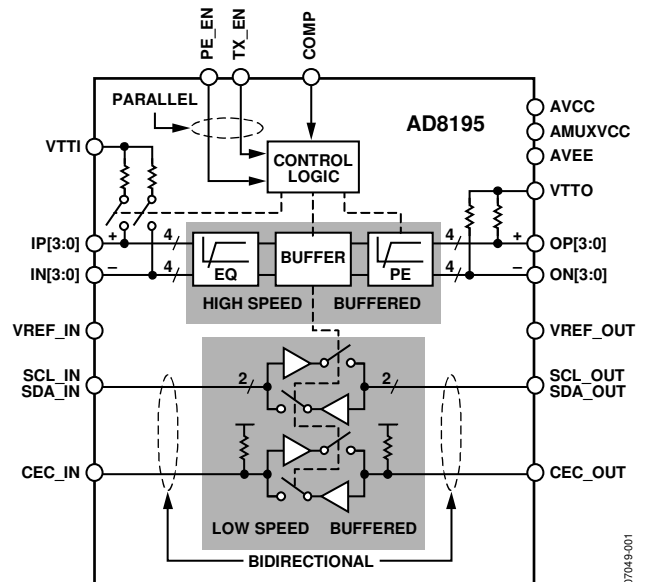 PE_EN
TX_EN
COMP
PARALLEL
AD8195
AVCC
AMUXVCC
AVEE
VTTI
VTTO
CONTROL
LOGIC
IP[3:0]
+
4
4
+
OP[3:0]
IN[3:0]
–
4
4
–
ON[3:0]
EQ
BUFFER
PE
HIGH SPEED
BUFFERED
VREF_IN
VREF_OUT
SCL_IN
SDA_IN
2
2
SCL_OUT
SDA_OUT
CEC_IN
CEC_OUT
LOW SPEED
BUFFERED
BIDIRECTIONAL
07049-001